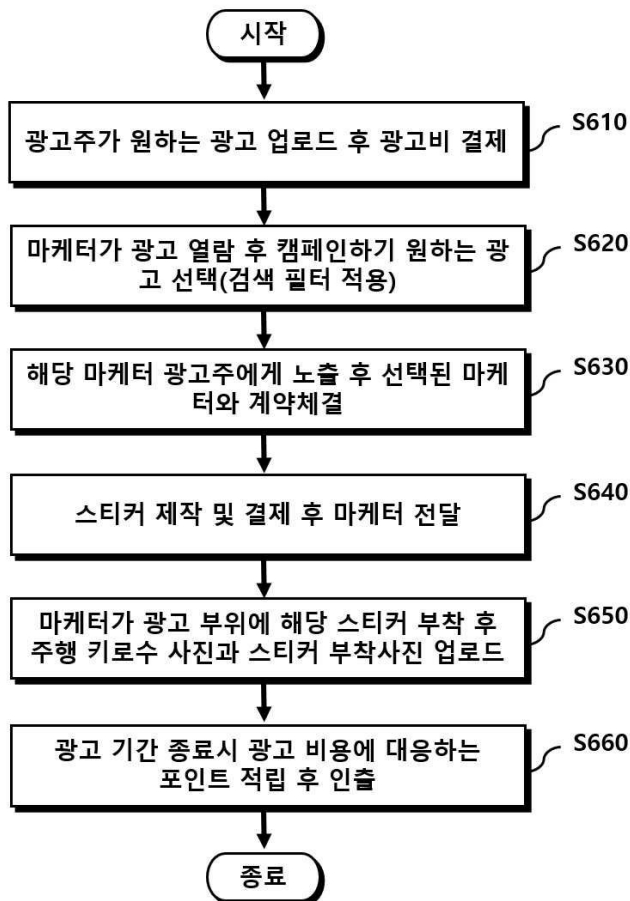 시작
광고주가 원하는 광고 업로드 후 광고비 결제
S610
마케터가 광고 열람 후 캠페인하기 원하는 광
고 선택(검색 필터 적용)
S620
해당 마케터 광고주에게 노출 후 선택된 마케
터와 계약체결
S630
스티커 제작 및 결제 후 마케터 전달
S640
마케터가 광고 부위에 해당 스티커 부착 후
주행 키로수 사진과 스티커 부착사진 업로드
S650
광고 기간 종료시 광고 비용에 대응하는
포인트 적립 후 인출
S660
종료